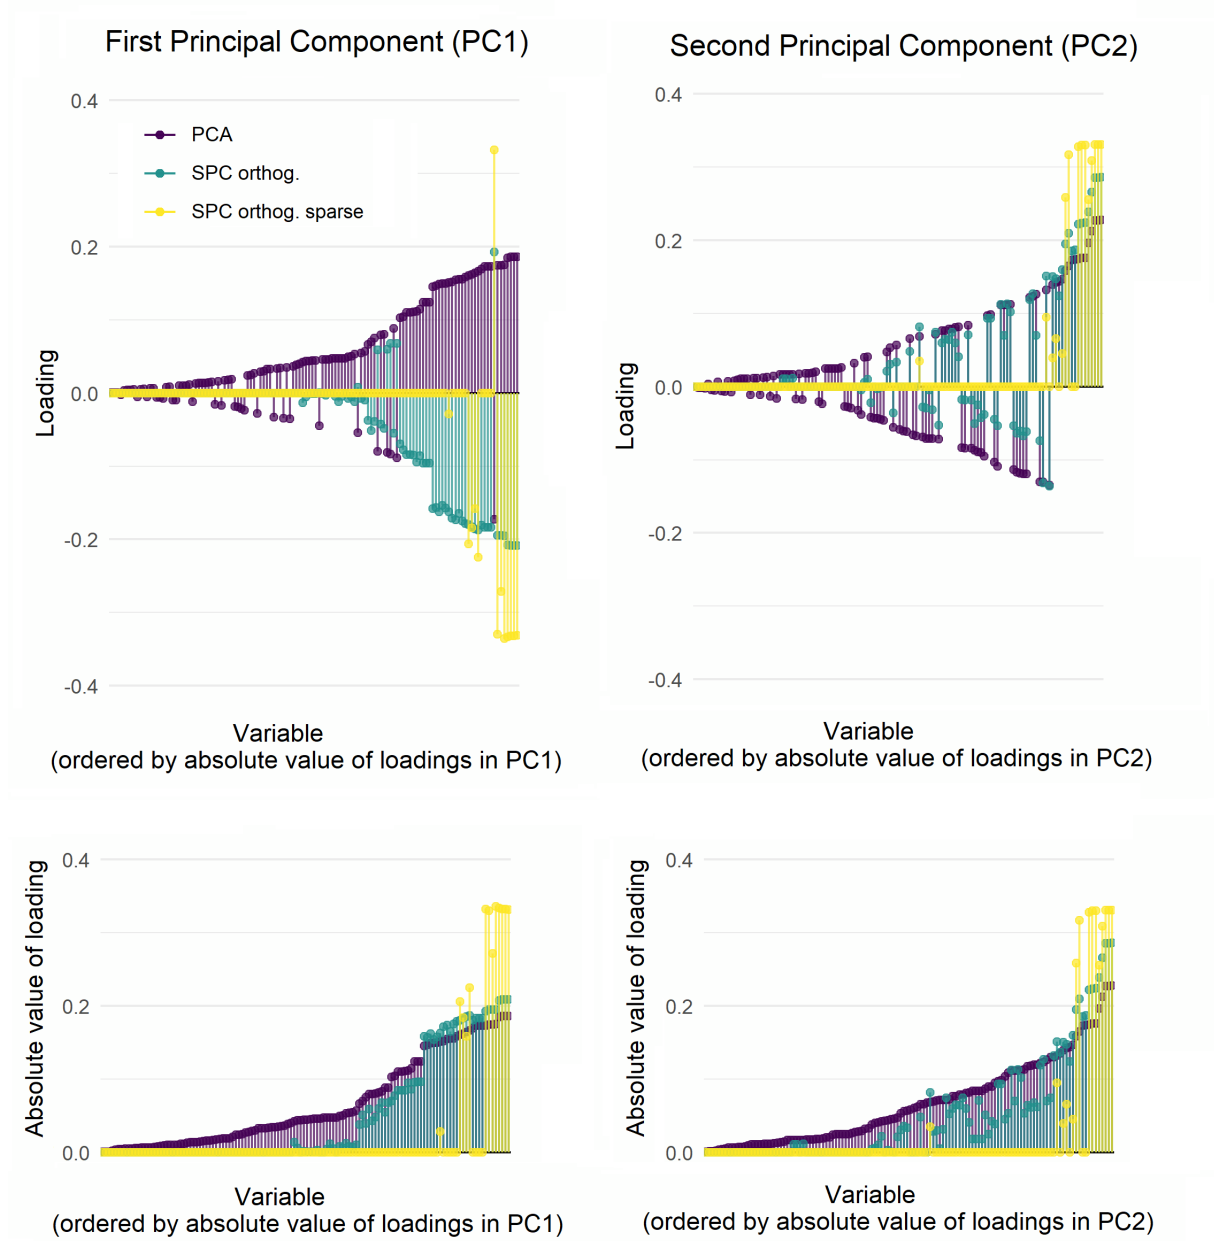 First Principal Component (PC1)
0.4
0.2
0.0
-0.2
-0.4
Loading
PCA
SPC orthog.
SPC orthog. sparse
Variable
(ordered by absolute value of loadings in PC1)
Second Principal Component (PC2)
0.4
0.2
0.0
-0.2
-0.4
Loading
Variable
(ordered by absolute value of loadings in PC2)
0.4
0.2
0.0
Absolute value of loading
Variable
(ordered by absolute value of loadings in PC1)
0.4
0.2
0.0
Absolute value of loading
Variable
(ordered by absolute value of loadings in PC2)